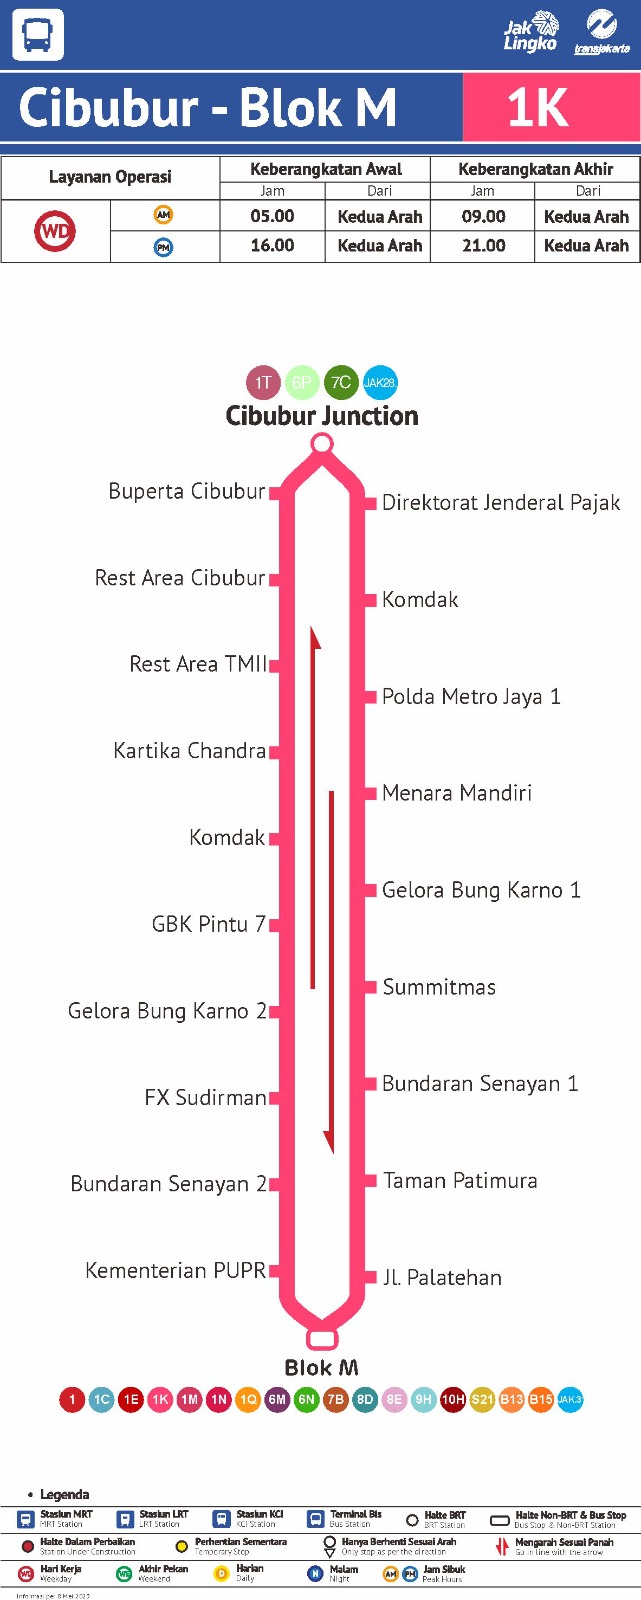 Jak
Lingko
transjakarta
Cibubur - Blok M
1K
Layanan Operasi
Keberangkatan Awal
Keberangkatan Akhir
Jam
Dari
Jam
Dari
WD
AM
05.00
Kedua Arah
09.00
Kedua Arah
PM
16.00
Kedua Arah
21.00
Kedua Arah
1T 6P 7C JAK28.
Cibubur Junction
Buperta Cibubur
Direktorat Jenderal Pajak
Rest Area Cibubur
Komdak
Rest Area TMII
Polda Metro Jaya 1
Kartika Chandra
Menara Mandiri
Komdak
Gelora Bung Karno 1
GBK Pintu 7
Summitmas
Gelora Bung Karno 2
Bundaran Senayan 1
FX Sudirman
Taman Patimura
Bundaran Senayan 2
Jl. Palatehan
Kementerian PUPR
Blok M
1 1C 1E 1K 1M 1N 1Q 6M 6N 7B 8D 8E 9H 10H S21 B13 B15 JAK.3
• Legenda
Stasiun MRT
MRT Station
Stasiun LRT
LRT Station
Stasiun KCI
KCI Station
Terminal Bis
Bus Station
Halte BRT
BRT Station
Halte Non-BRT & Bus Stop
Bus Stop & Non-BRT Station
Halte Dalam Perbaikan
Station Under Construction
Perhentian Sementara
Temporary Stop
Hanya Berhenti Sesuai Arah
Only stop as per the direction
Mengarah Sesuai Panah
Go in line with the arrow
WD
Hari Kerja
Weekday
WE
Akhir Pekan
Weekend
D
Harian
Daily
N
Malam
Night
AM PM
Jam Sibuk
Peak Hours
Informasi per 8 Mei 2023